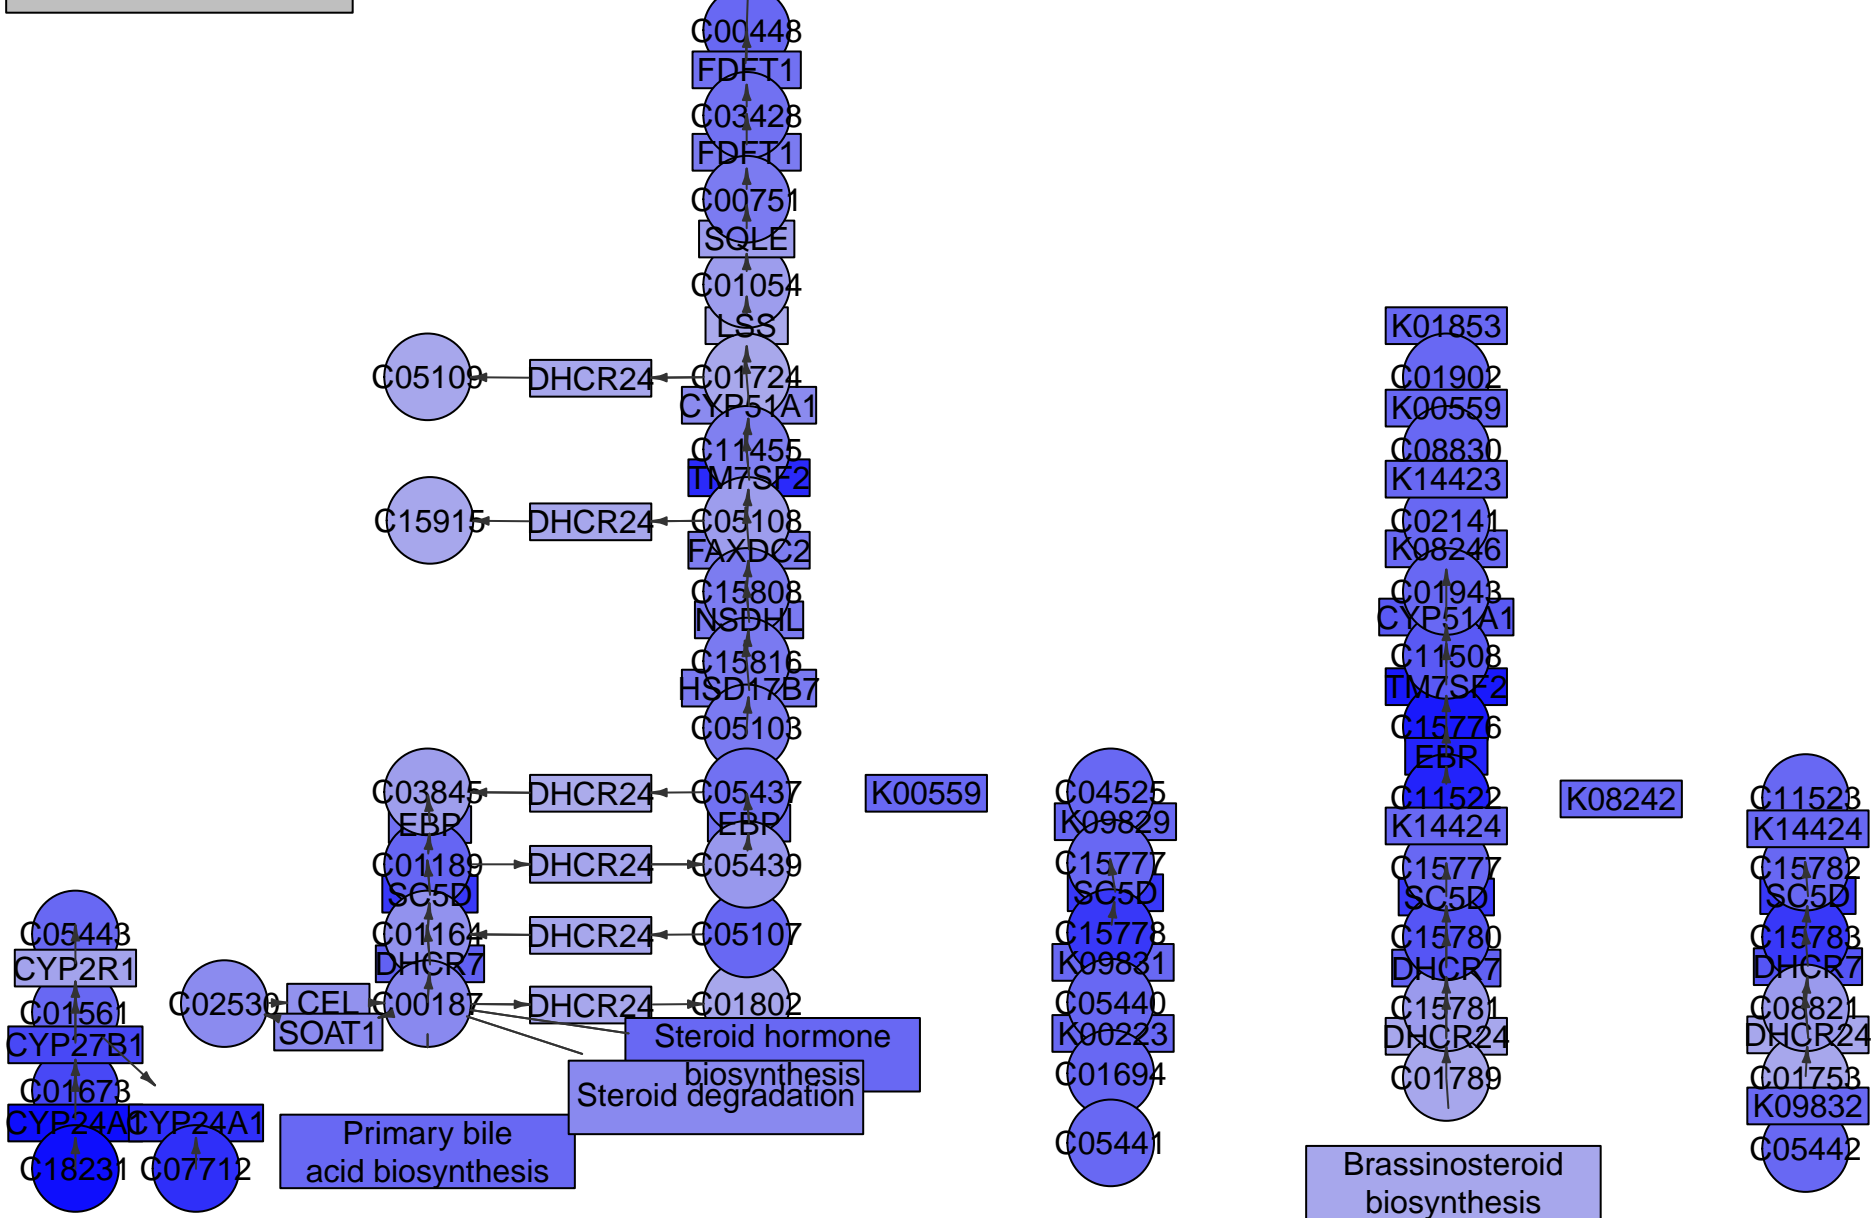 C00448
FDFT1
C03428
FDFT1
C00751
SQLE
C01054
LSS
C05109
DHCR24
C01724
CYP51A1
C11455
TM7SF2
C15915
DHCR24
C05108
FAXDC2
C15808
NSDHL
C15816
HSD17B7
C05103
C03845
DHCR24
C05437
EBP
EBP
C01189
DHCR24
C05439
SC5D
C01164
DHCR24
C05107
DHCR7
C02530
CEL
SOAT1
C00187
DHCR24
C01802
C05443
CYP2R1
C01561
CYP27B1
C01673
CYP24A1
CYP24A1
C18231
C07712
Steroid hormone
biosynthesis
Steroid degradation
Primary bile
acid biosynthesis
K00559
C04525
K09829
C15777
SC5D
C15778
K09831
C05440
K00223
C01694
C05441
K01853
C01902
K00559
C08830
K14423
C02141
K08246
C01943
CYP51A1
C11508
TM7SF2
C15776
EBP
C11522
K14424
C15777
SC5D
C15780
DHCR7
C15781
DHCR24
C01789
Brassinosteroid
biosynthesis
K08242
C11523
K14424
C15782
SC5D
C15783
DHCR7
C08821
DHCR24
C01753
K09832
C05442